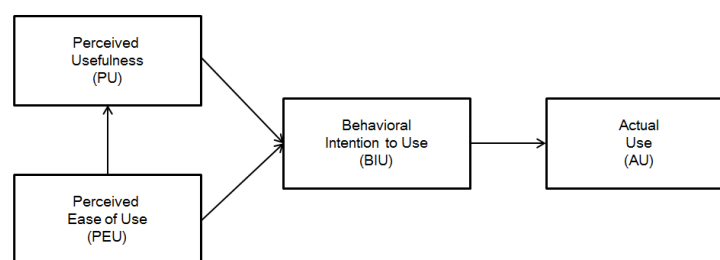 Perceived
Usefulness
(PU)
Perceived
Ease of Use
(PEU)
Behavioral
Intention to Use
(BIU)
Actual
Use
(AU)